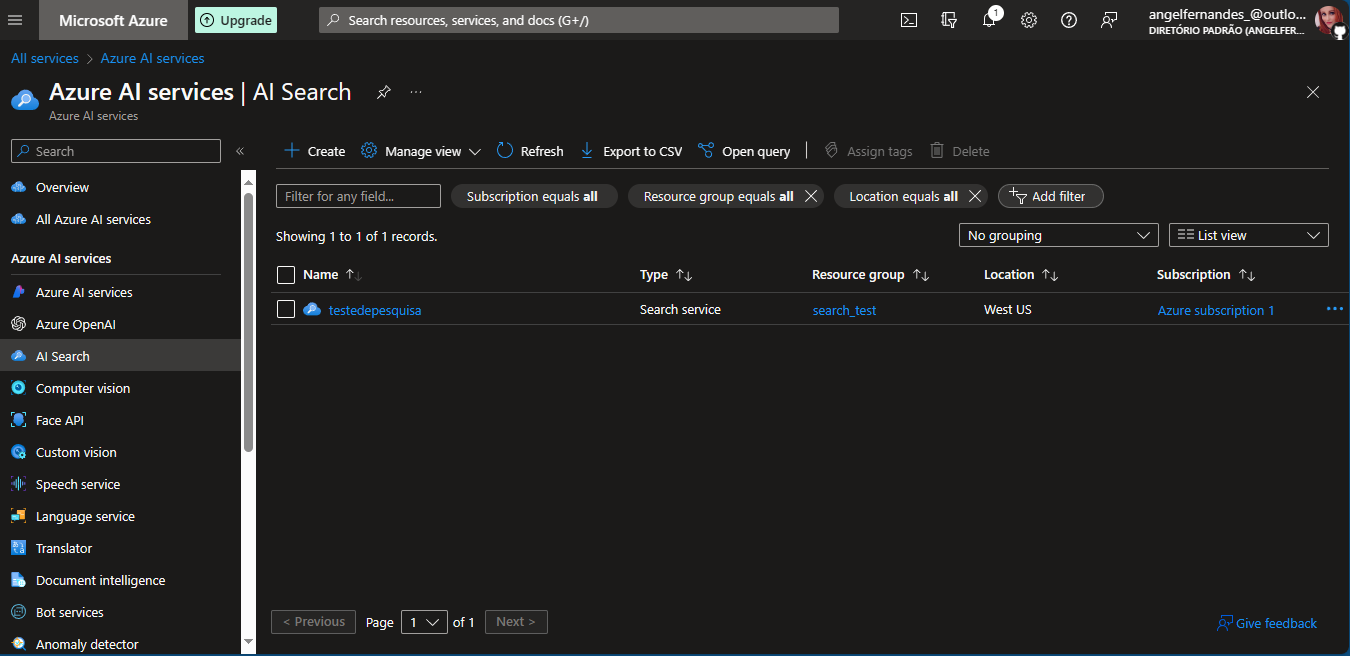 Microsoft Azure Upgrade Search resources, services, and docs (G+/) 1 angelfernandes_@outlo...
DIRETÓRIO PADRÃO (ANGELFER...
All services > Azure AI services
Azure AI services | AI Search ...
Azure AI services
Search «
Overview
All Azure AI services
Azure AI services
Azure AI services
Azure OpenAI
AI Search
Computer vision
Face API
Custom vision
Speech service
Language service
Translator
Document intelligence
Bot services
Anomaly detector
Create Manage view Refresh Export to CSV Open query Assign tags Delete
Filter for any field... Subscription equals all Resource group equals all Location equals all Add filter
Showing 1 to 1 of 1 records. No grouping List view
Name Type Resource group Location Subscription
testedepesquisa Search service search_test West US Azure subscription 1 ...
< Previous Page 1 of 1 Next > Give feedback